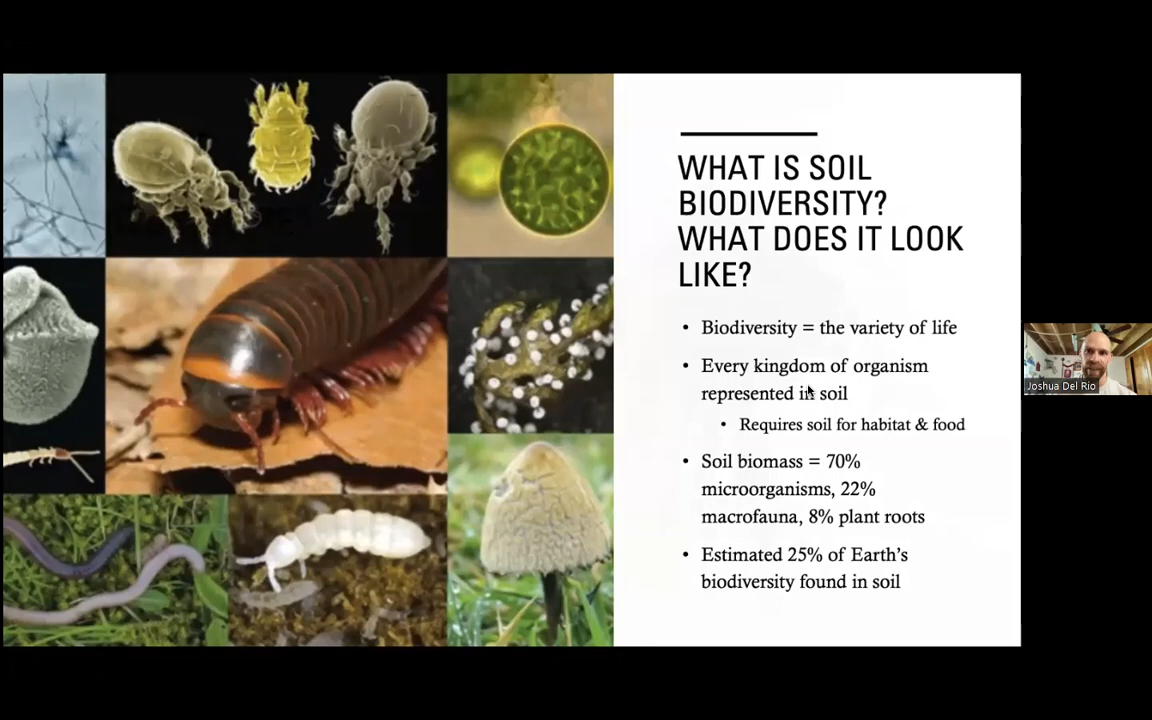 WHAT IS SOIL
BIODIVERSITY?
WHAT DOES IT LOOK
LIKE?
• Biodiversity = the variety of life
• Every kingdom of organism
represented in soil
• Requires soil for habitat & food
• Soil biomass = 70%
microorganisms, 22%
macrofauna, 8% plant roots
• Estimated 25% of Earth's
biodiversity found in soil
Joshua Del Rio